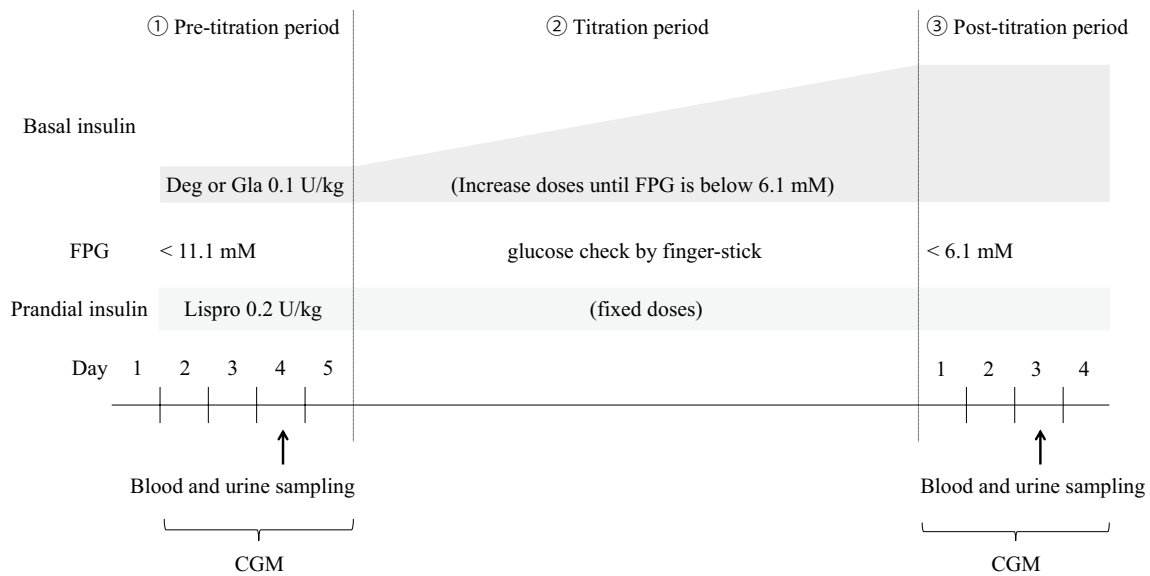 ① Pre-titration period ② Titration period ③ Post-titration period
Basal insulin
Deg or Gla 0.1 U/kg (Increase doses until FPG is below 6.1 mM)
FPG < 11.1 mM glucose check by finger-stick < 6.1 mM
Prandial insulin Lispro 0.2 U/kg (fixed doses)
Day 1 2 3 4 5 1 2 3 4
Blood and urine sampling Blood and urine sampling
CGM CGM